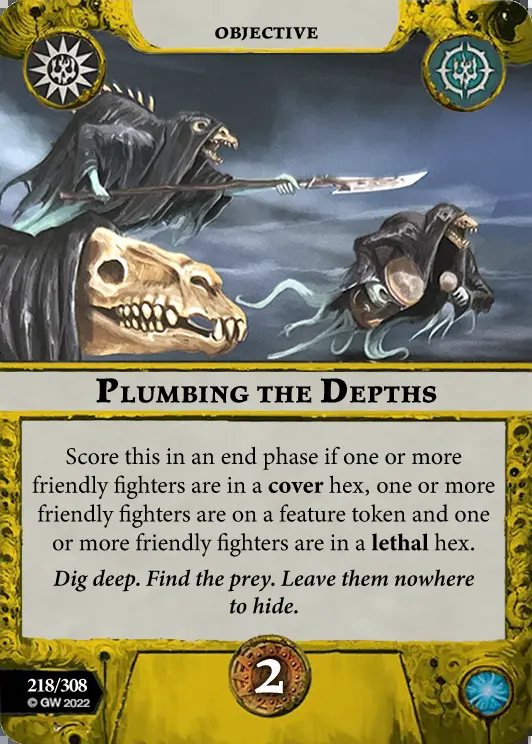 OBJECTIVE
PLUMBING THE DEPTHS
Score this in an end phase if one or more
friendly fighters are in a cover hex, one or more
friendly fighters are on a feature token and one
or more friendly fighters are in a lethal hex.
Dig deep. Find the prey. Leave them nowhere
to hide.
2
218/308
© GW 2022